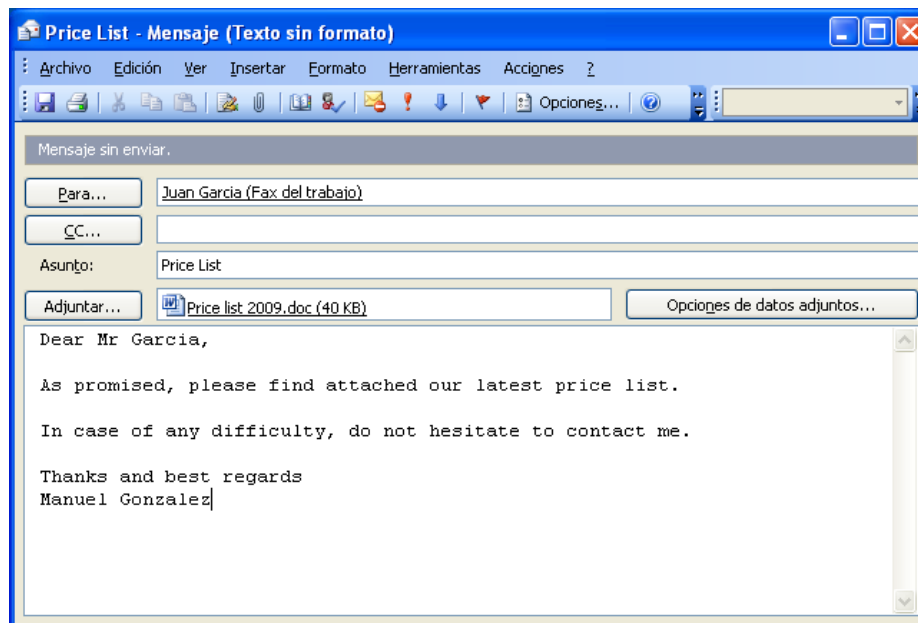 Price List - Mensaje (Texto sin formato)
Archivo Edición Ver Insertar Formato Herramientas Acciones ?
Opciones...
Mensaje sin enviar.
Para... Juan Garcia (Fax del trabajo)
CC...
Asunto: Price List
Adjuntar... Price list 2009.doc (40 KB) Opciones de datos adjuntos...
Dear Mr Garcia,
As promised, please find attached our latest price list.
In case of any difficulty, do not hesitate to contact me.
Thanks and best regards
Manuel Gonzalez